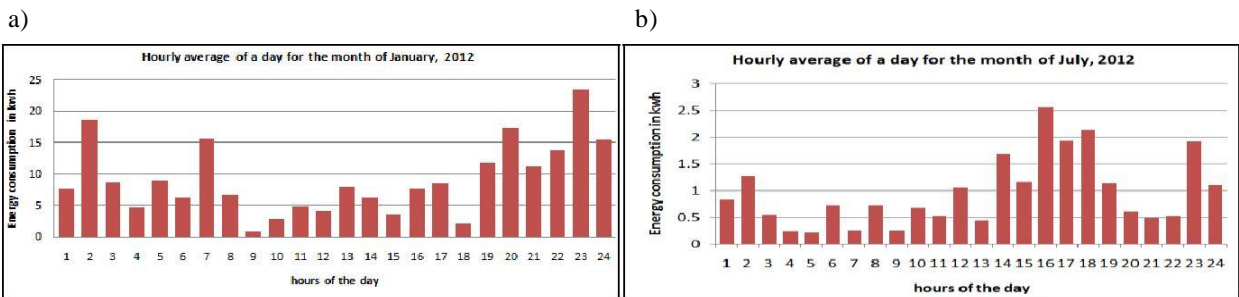 a)
b)
Hourly average of a day for the month of January, 2012
Energy consumption in kwh
25
20
15
10
5
0
1 2 3 4 5 6 7 8 9 10 11 12 13 14 15 16 17 18 19 20 21 22 23 24
hours of the day
Hourly average of a day for the month of July, 2012
Energy consumption in kwh
3
2.5
2
1.5
1
0.5
0
1 2 3 4 5 6 7 8 9 10 11 12 13 14 15 16 17 18 19 20 21 22 23 24
hours of the day